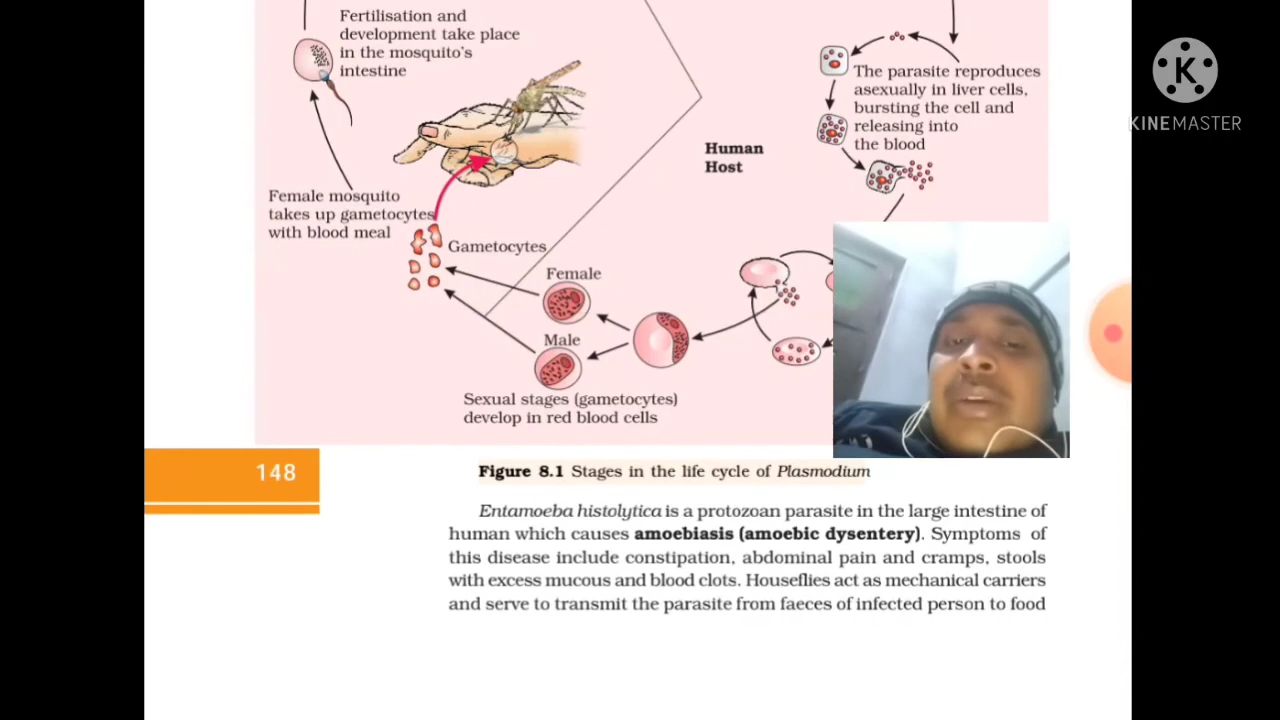 Fertilisation and
development take place
in the mosquito's
intestine
The parasite reproduces
asexually in liver cells,
bursting the cell and
releasing into
the blood
K
KINEMASTER
Human
Host
Female mosquito
takes up gametocytes
with blood meal
Gametocytes
Female
Male
Sexual stages (gametocytes)
develop in red blood cells
148
Figure 8.1 Stages in the life cycle of Plasmodium
Entamoeba histolytica is a protozoan parasite in the large intestine of
human which causes amoebiasis (amoebic dysentery). Symptoms of
this disease include constipation, abdominal pain and cramps, stools
with excess mucous and blood clots. Houseflies act as mechanical carriers
and serve to transmit the parasite from faeces of infected person to food